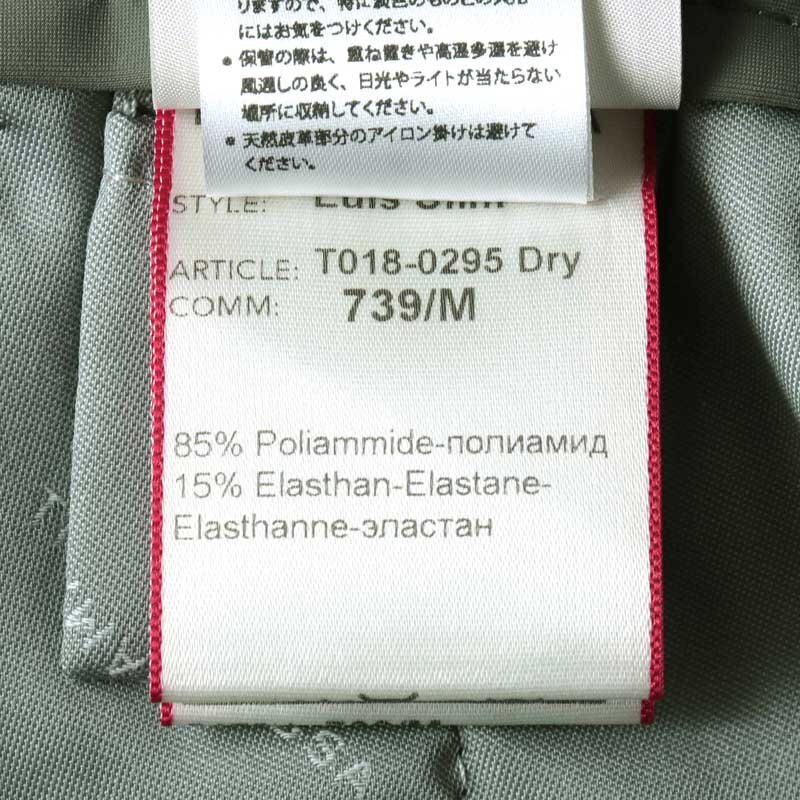 にはお気をつけください。
• 保管の際は、重ね置きや高温多湿を避け
風通しの良く、日光やライトが当たらない
場所に収納してください。
• 天然皮革部分のアイロン掛けは避けて
ください。
STYLE: Luis Slim
ARTICLE: T018-0295 Dry
COMM: 739/M
85% Poliammide-полиамид
15% Elasthan-Elastane-
Elasthanne-эластан